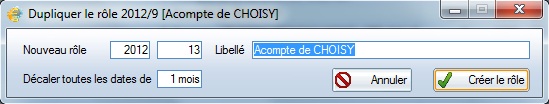 Dupliquer le rôle 2012/9 [Acompte de CHOISY]
Nouveau rôle 2012 13 Libellé Acompte de CHOISY
Décaler toutes les dates de 1 mois Annuler Créer le rôle